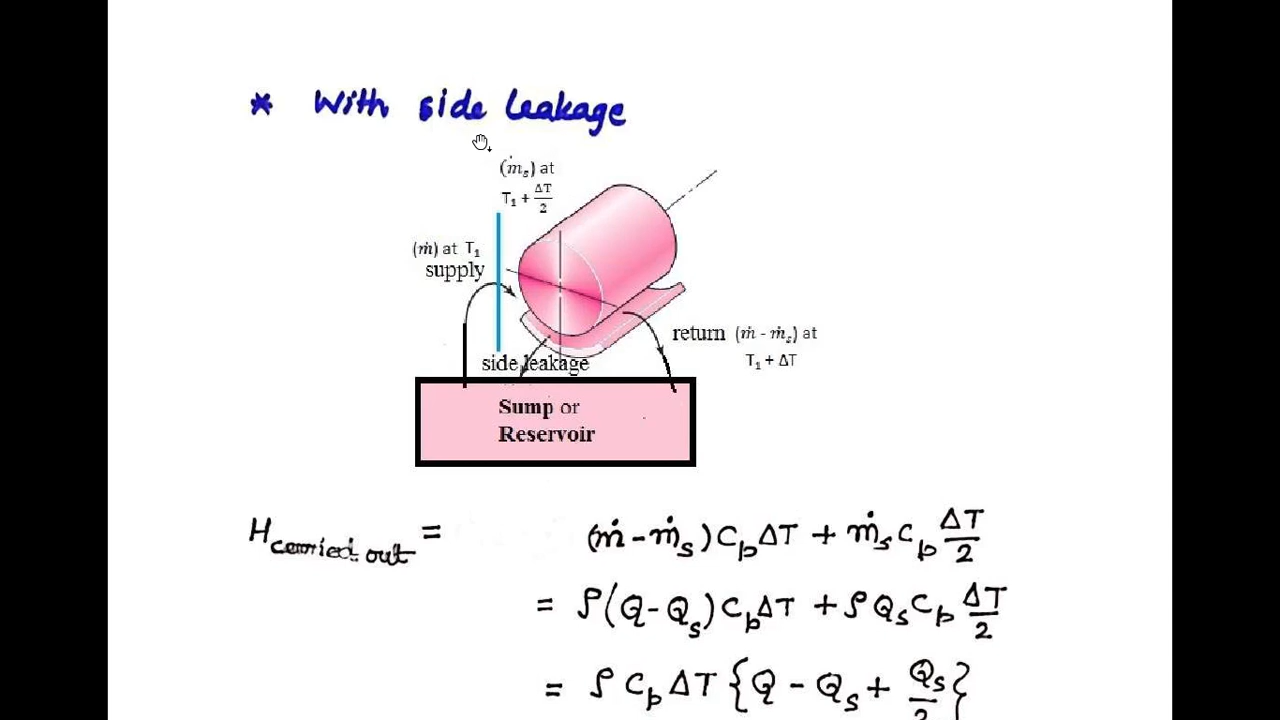 * With side leakage
(ṁₛ) at
T₁ + ΔT/2
(ṁ) at T₁
supply
return (ṁ - ṁₛ) at
T₁ + ΔT
side leakage
Sump or
Reservoir
H carried out = (ṁ - ṁₛ) Cₚ ΔT + ṁₛ Cₚ ΔT/2
= ρ(Q - Qₛ) Cₚ ΔT + ρ Qₛ Cₚ ΔT/2
= ρ Cₚ ΔT {Q - Qₛ + Qₛ/2}